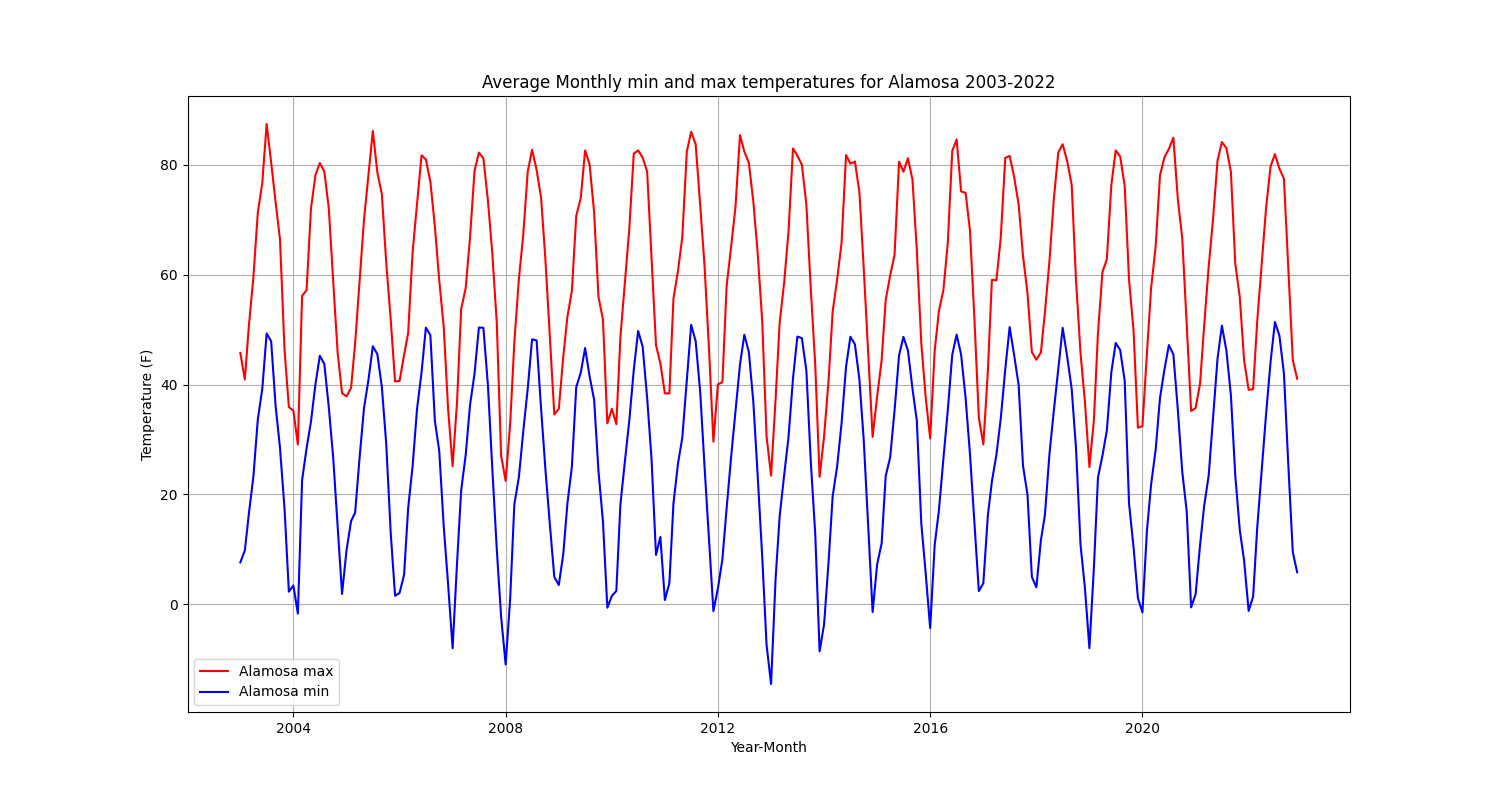 Average Monthly min and max temperatures for Alamosa 2003-2022
Temperature (F)
80
60
40
20
0
Alamosa max
Alamosa min
2004 2008 2012 2016 2020
Year-Month